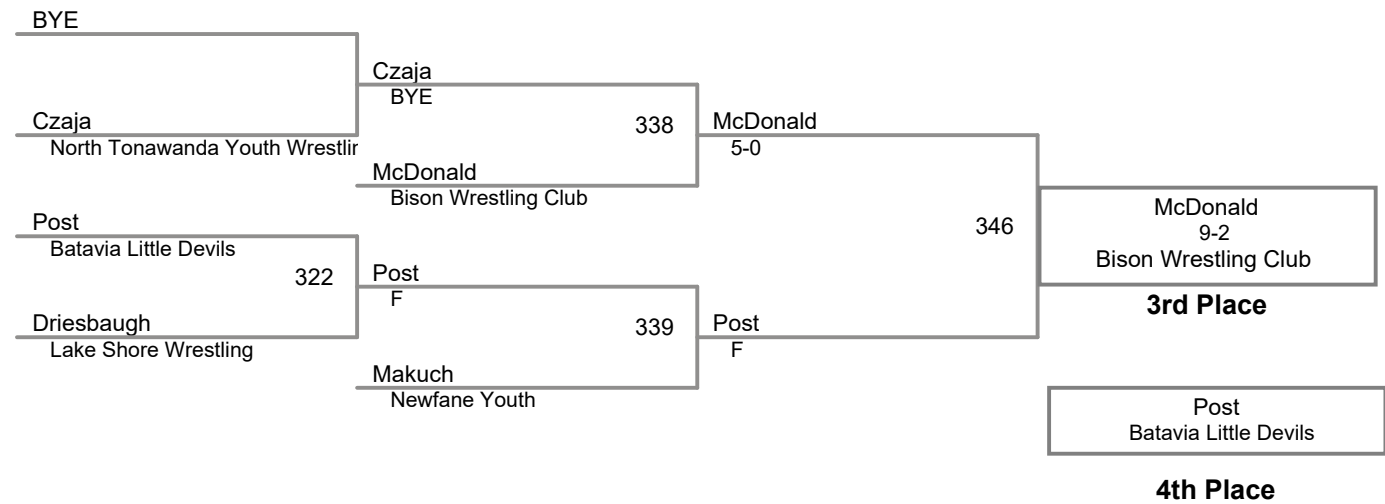 BYE
Czaja
BYE
Czaja
North Tonawanda Youth Wrestlin
338
McDonald
5-0
McDonald
Bison Wrestling Club
Post
Batavia Little Devils
346
McDonald
9-2
Bison Wrestling Club
3rd Place
322
Post
F
Driesbaugh
Lake Shore Wrestling
339
Post
F
Makuch
Newfane Youth
Post
Batavia Little Devils
4th Place